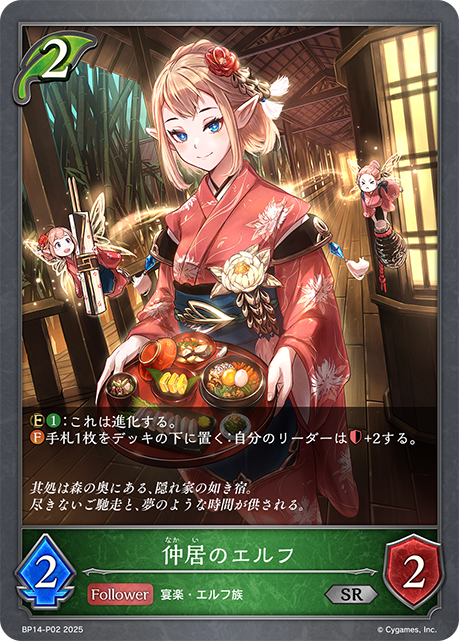 2
E 1:これは進化する。
F 手札1枚をデッキの下に置く:自分のリーダーは+2する。
其処は森の奥にある、隠れ家の如き宿。
尽きないご馳走と、夢のような時間が供される。
なかい
仲居のエルフ
2
Follower 宴楽・エルフ族
SR
2
BP14-P02 2025
© Cygames, Inc.